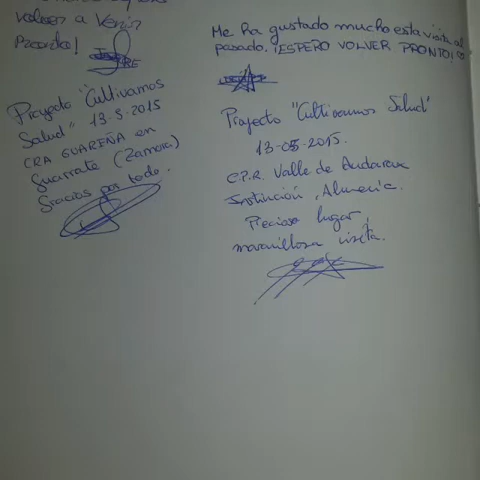 volver a venir
pronto!
Proyecto "Cultivamos
Salud" 13-5-2015
CRA GUAREÑA en
Guarrate (Zamora)
Gracias por todo.
Me ha gustado mucho esta visita al
pasado. ¡ESPERO VOLVER PRONTO!
Proyecto "Cultivamos Salud"
13-05-2015.
C.P.R. Valle de Andarax
Instinción, Almería.
Precioso lugar,
maravillosa visita.